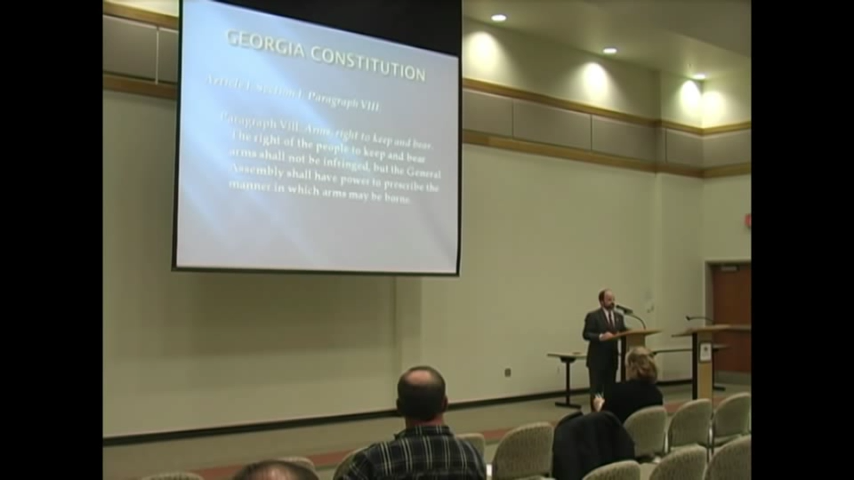 GEORGIA CONSTITUTION
Article I, Section I, Paragraph VIII
Paragraph VIII. Arms, right to keep and bear.
The right of the people to keep and bear
arms shall not be infringed, but the General
Assembly shall have power to prescribe the
manner in which arms may be borne.